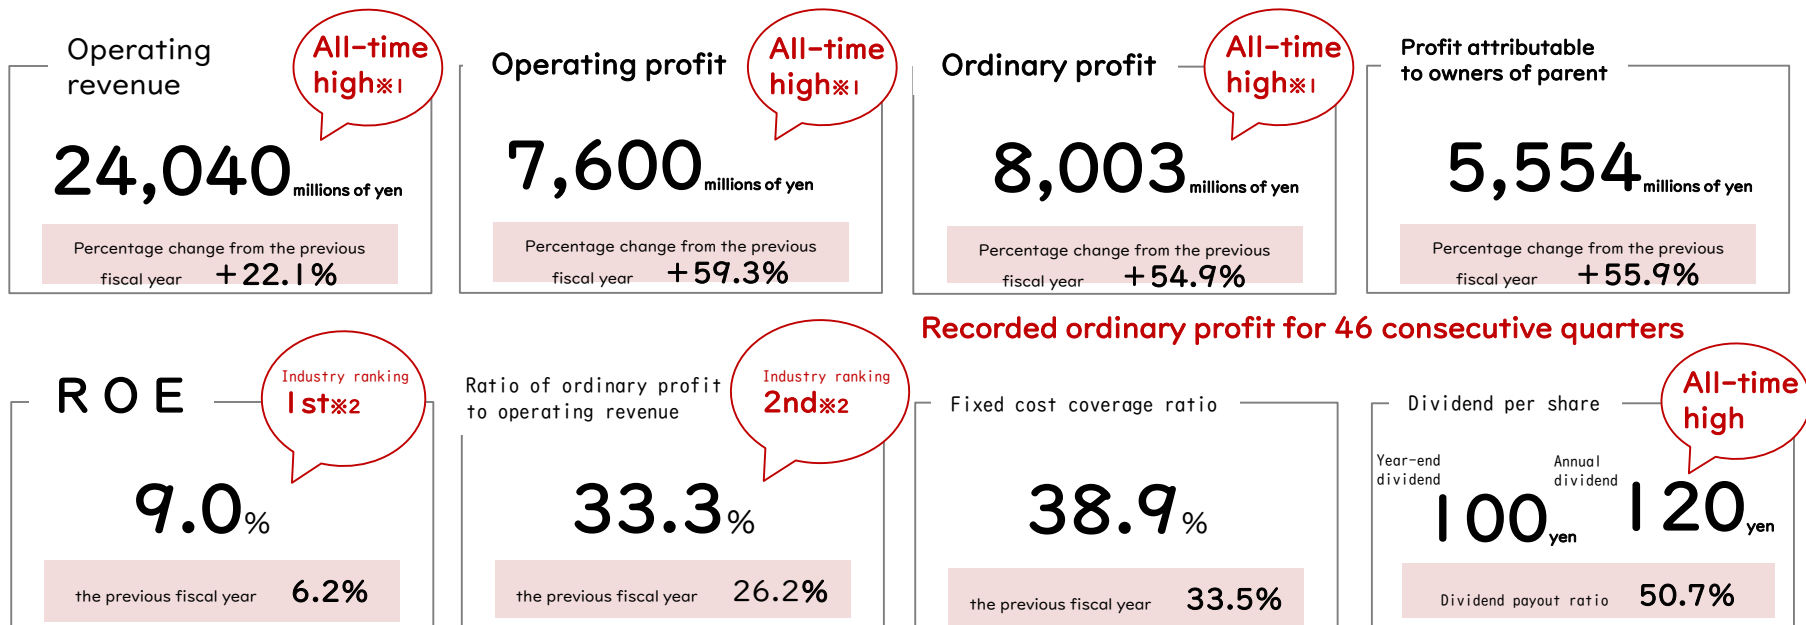 Operating
revenue
All-time
high※1
24,040 millions of yen
Percentage change from the previous
fiscal year +22.1%
Operating profit
All-time
high※1
7,600 millions of yen
Percentage change from the previous
fiscal year +59.3%
Ordinary profit
All-time
high※1
8,003 millions of yen
Percentage change from the previous
fiscal year +54.9%
Profit attributable
to owners of parent
5,554 millions of yen
Percentage change from the previous
fiscal year +55.9%
Recorded ordinary profit for 46 consecutive quarters
ROE
Industry ranking
1st※2
9.0%
the previous fiscal year 6.2%
Ratio of ordinary profit
to operating revenue
Industry ranking
2nd※2
33.3%
the previous fiscal year 26.2%
Fixed cost coverage ratio
38.9%
the previous fiscal year 33.5%
Dividend per share
All-time
high
Year-end
dividend
100 yen
Annual
dividend
120 yen
Dividend payout ratio 50.7%